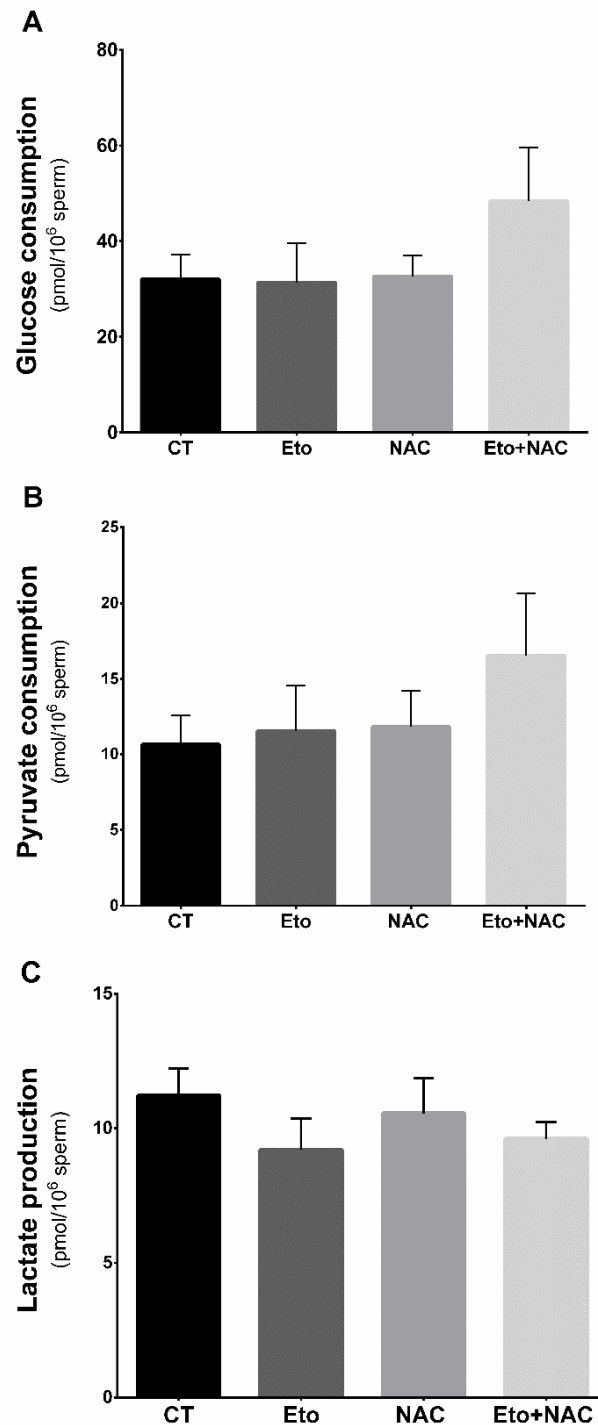 A
Glucose consumption
(pmol/10⁶ sperm)
80
60
40
20
0
CT Eto NAC Eto+NAC
B
Pyruvate consumption
(pmol/10⁶ sperm)
25
20
15
10
5
0
CT Eto NAC Eto+NAC
C
Lactate production
(pmol/10⁶ sperm)
15
10
5
0
CT Eto NAC Eto+NAC